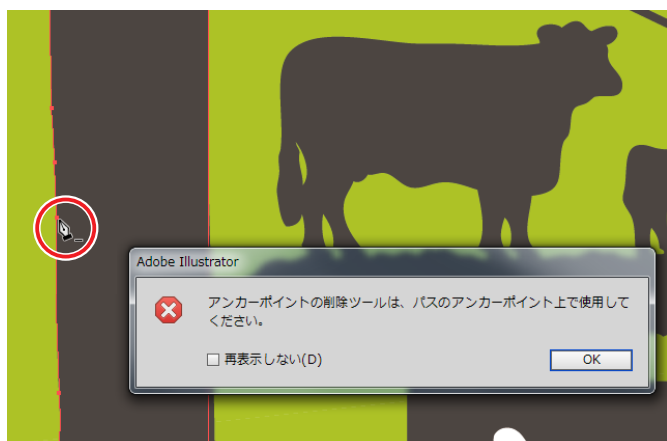 Adobe Illustrator
アンカーポイントの削除ツールは、パスのアンカーポイント上で使用して
ください。
再表示しない(D)
OK